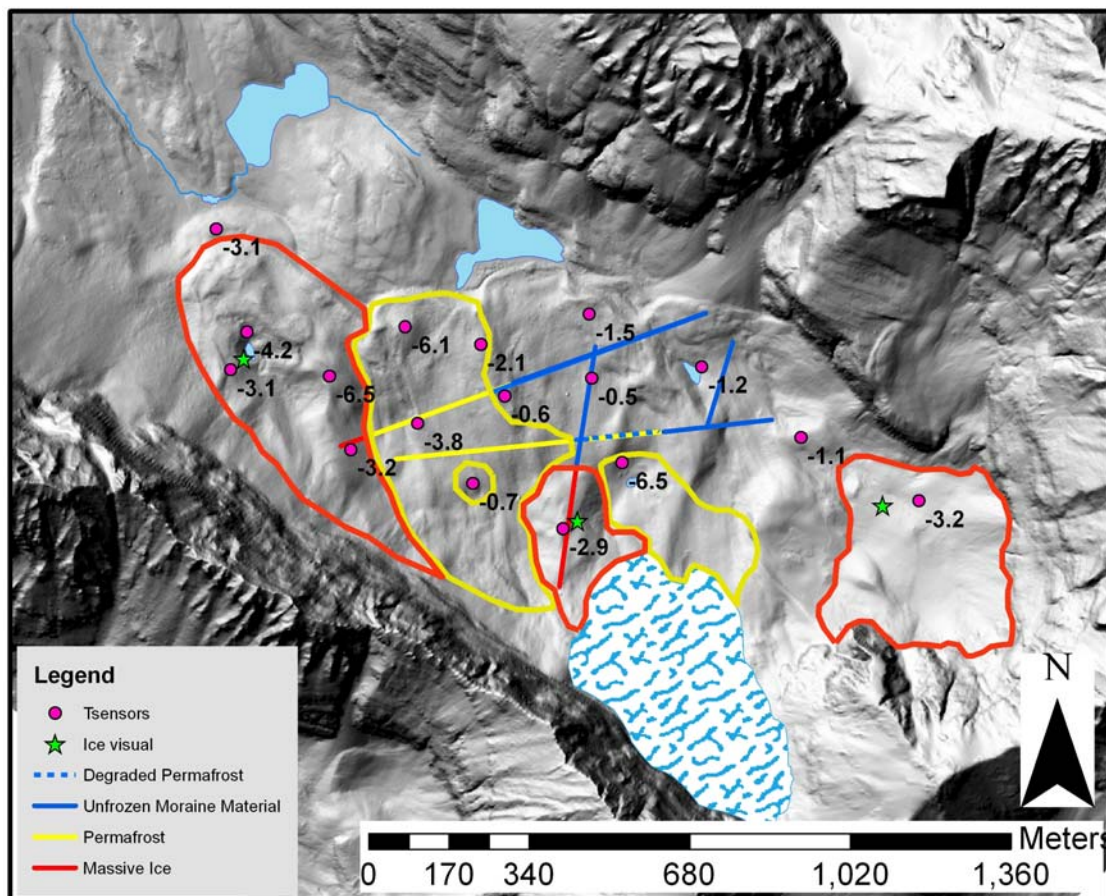 -3.1
-4.2
-3.1
-6.5
-6.1
-2.1
-1.5
-0.5
-1.2
-0.6
-3.8
-3.2
-0.7
-6.5
-1.1
-2.9
-3.2
Legend
Tsensors
Ice visual
Degraded Permafrost
Unfrozen Moraine Material
Permafrost
Massive Ice
N
Meters
0 170 340 680 1,020 1,360